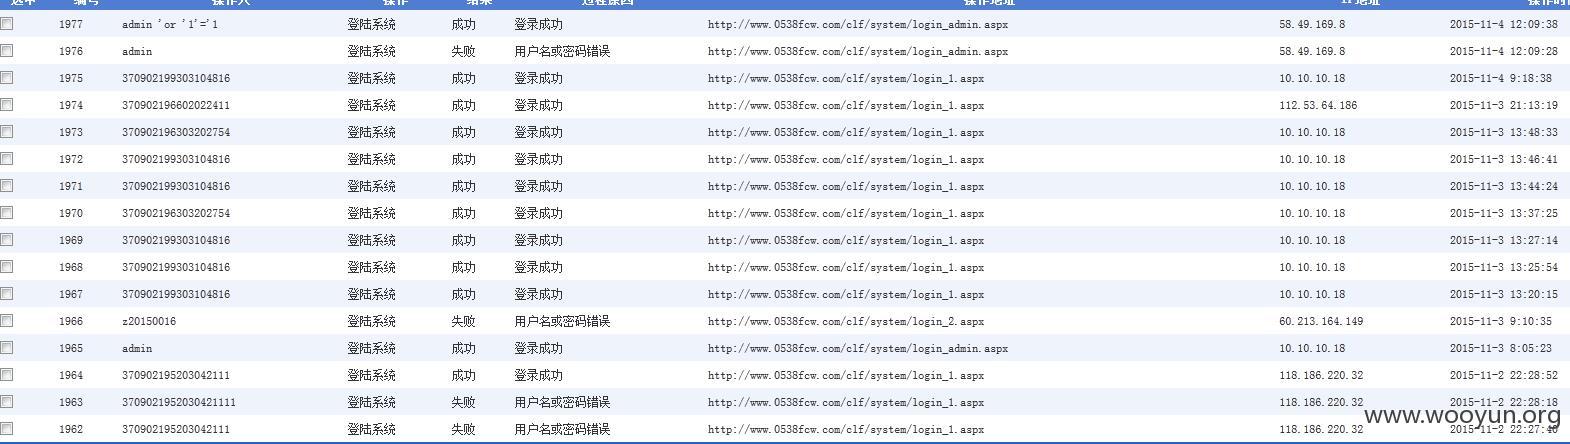 选中 编号 操作人 操作 结果 过程原因 操作地址 IP地址
1977 admin 'or '1'='1 登陆系统 成功 登录成功 http://www.0538fcw.com/clf/system/login_admin.aspx 58.49.169.8 2015-11-4 12:09:38
1976 admin 登陆系统 失败 用户名或密码错误 http://www.0538fcw.com/clf/system/login_admin.aspx 58.49.169.8 2015-11-4 12:09:28
1975 370902199303104816 登陆系统 成功 登录成功 http://www.0538fcw.com/clf/system/login_1.aspx 10.10.10.18 2015-11-4 9:18:38
1974 370902196602022411 登陆系统 成功 登录成功 http://www.0538fcw.com/clf/system/login_1.aspx 112.53.64.186 2015-11-3 21:13:19
1973 370902196303202754 登陆系统 成功 登录成功 http://www.0538fcw.com/clf/system/login_1.aspx 10.10.10.18 2015-11-3 13:48:33
1972 370902199303104816 登陆系统 成功 登录成功 http://www.0538fcw.com/clf/system/login_1.aspx 10.10.10.18 2015-11-3 13:46:41
1971 370902199303104816 登陆系统 成功 登录成功 http://www.0538fcw.com/clf/system/login_1.aspx 10.10.10.18 2015-11-3 13:44:24
1970 370902196303202754 登陆系统 成功 登录成功 http://www.0538fcw.com/clf/system/login_1.aspx 10.10.10.18 2015-11-3 13:37:25
1969 370902199303104816 登陆系统 成功 登录成功 http://www.0538fcw.com/clf/system/login_1.aspx 10.10.10.18 2015-11-3 13:27:14
1968 370902199303104816 登陆系统 成功 登录成功 http://www.0538fcw.com/clf/system/login_1.aspx 10.10.10.18 2015-11-3 13:25:54
1967 370902199303104816 登陆系统 成功 登录成功 http://www.0538fcw.com/clf/system/login_1.aspx 10.10.10.18 2015-11-3 13:20:15
1966 z20150016 登陆系统 失败 用户名或密码错误 http://www.0538fcw.com/clf/system/login_2.aspx 60.213.164.149 2015-11-3 9:10:35
1965 admin 登陆系统 成功 登录成功 http://www.0538fcw.com/clf/system/login_admin.aspx 10.10.10.18 2015-11-3 8:05:23
1964 370902195203042111 登陆系统 成功 登录成功 http://www.0538fcw.com/clf/system/login_1.aspx 118.186.220.32 2015-11-2 22:28:52
1963 3709021952030421111 登陆系统 失败 用户名或密码错误 http://www.0538fcw.com/clf/system/login_1.aspx 118.186.220.32 2015-11-2 22:28:18
1962 370902195203042111 登陆系统 失败 用户名或密码错误 http://www.0538fcw.com/clf/system/login_1.aspx 118.186.220.32 2015-11-2 22:27:40
www.wooyun.org